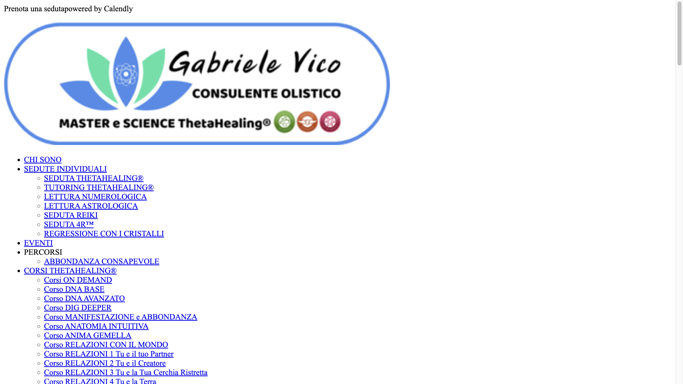 Prenota una sedutapowered by Calendly
Gabriele Vico
CONSULENTE OLISTICO
MASTER e SCIENCE ThetaHealing®
CHI SONO
SEDUTE INDIVIDUALI
SEDUTA THETAHEALING®
TUTORING THETAHEALING®
LETTURA NUMEROLOGICA
LETTURA ASTROLOGICA
SEDUTA REIKI
SEDUTA 4R™
REGRESSIONE CON I CRISTALLI
EVENTI
PERCORSI
ABBONDANZA CONSAPEVOLE
CORSI THETAHEALING®
Corsi ON DEMAND
Corso DNA BASE
Corso DNA AVANZATO
Corso DIG DEEPER
Corso MANIFESTAZIONE e ABBONDANZA
Corso ANATOMIA INTUITIVA
Corso ANIMA GEMELLA
Corso RELAZIONI CON IL MONDO
Corso RELAZIONI 1 Tu e il tuo Partner
Corso RELAZIONI 2 Tu e il Creatore
Corso RELAZIONI 3 Tu e la Tua Cerchia Ristretta
Corso RELAZIONI 4 Tu e la Terra